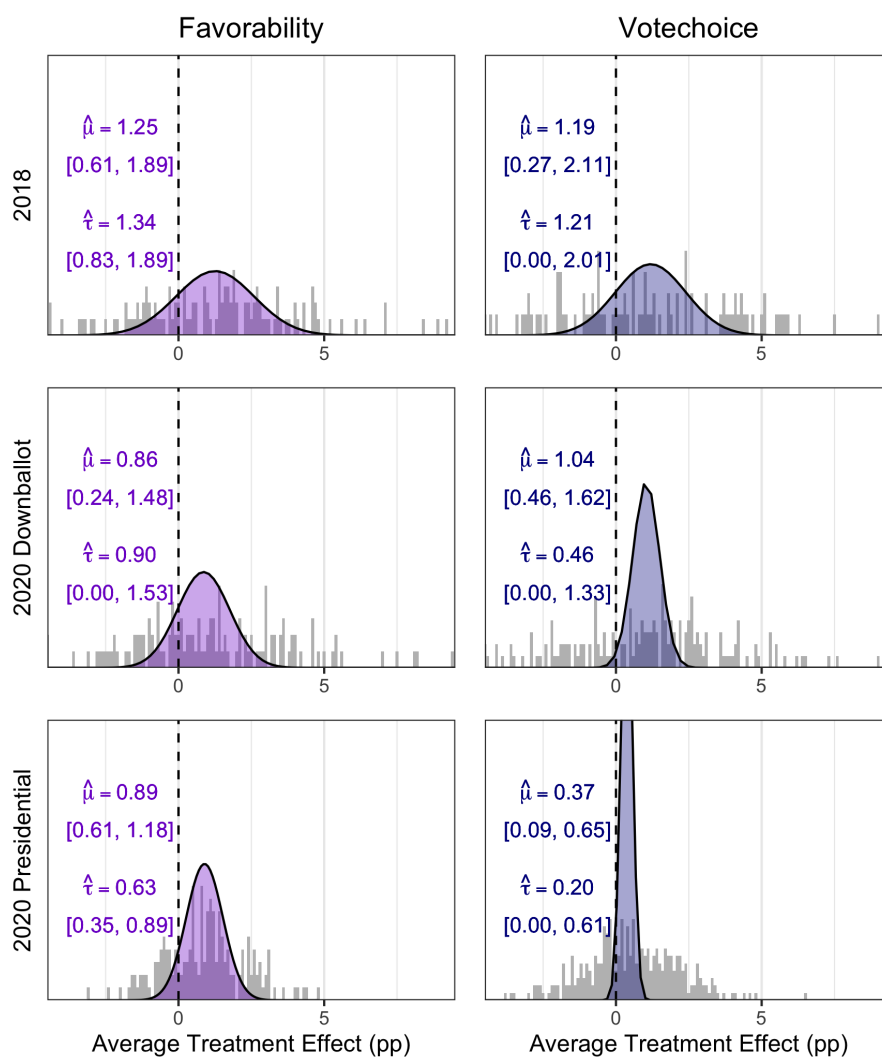 Favorability
Votechoice
2018
μ̂ = 1.25
[0.61, 1.89]
τ̂ = 1.34
[0.83, 1.89]
0
5
μ̂ = 1.19
[0.27, 2.11]
τ̂ = 1.21
[0.00, 2.01]
0
5
2020 Downballot
μ̂ = 0.86
[0.24, 1.48]
τ̂ = 0.90
[0.00, 1.53]
0
5
μ̂ = 1.04
[0.46, 1.62]
τ̂ = 0.46
[0.00, 1.33]
0
5
2020 Presidential
μ̂ = 0.89
[0.61, 1.18]
τ̂ = 0.63
[0.35, 0.89]
0
5
Average Treatment Effect (pp)
μ̂ = 0.37
[0.09, 0.65]
τ̂ = 0.20
[0.00, 0.61]
0
5
Average Treatment Effect (pp)